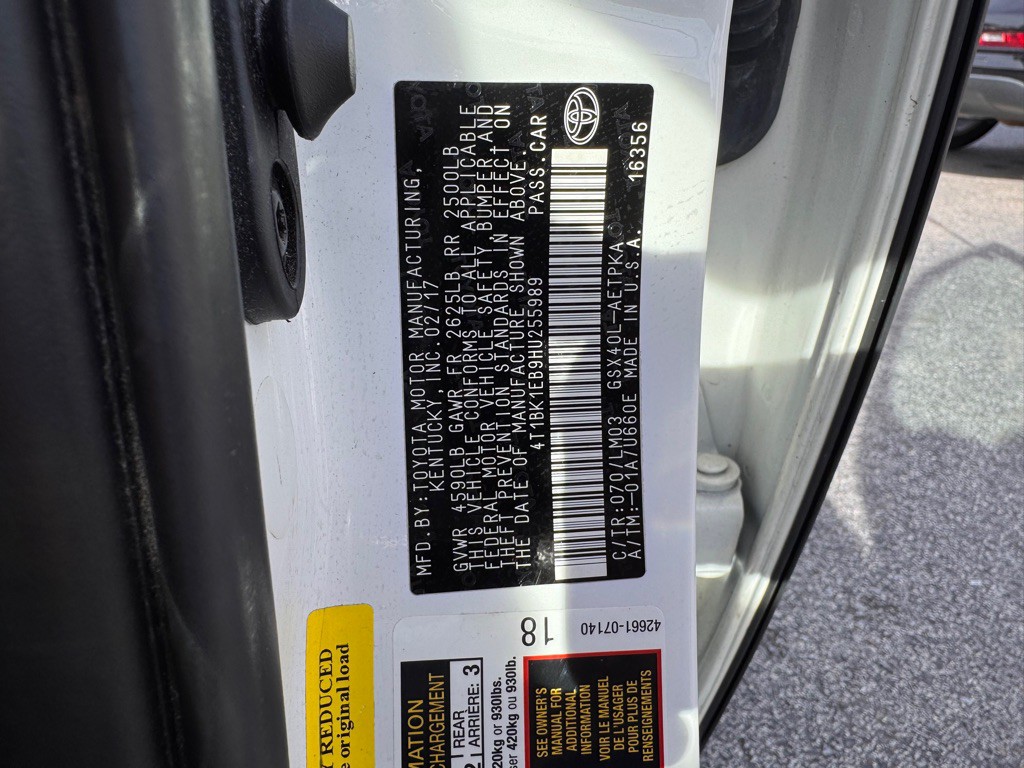 MFD.BY:TOYOTA MOTOR MANUFACTURING,
KENTUCKY, INC. 02/17
GVWR 4590LB GAWR FR 2625LB RR 2500LB
THIS VEHICLE CONFORMS TO ALL APPLICABLE
FEDERAL MOTOR VEHICLE SAFETY BUMPER AND
THEFT PREVENTION STANDARDS IN EFFECT ON
THE DATE OF MANUFACTURE SHOWN ABOVE.
4T1BK1EB9HU255989 PASS.CAR
C/TR:070/LM03 GSX40L-AETPKA 16356
A/TM:-01A/U660E MADE IN U.S.A.
REDUCED
original load
18
42661-07140
CHARGEMENT
REAR 3
ARRIÈRE:
or 930lbs.
420kg ou 930lb.
SEE OWNER'S
MANUAL FOR
ADDITIONAL
INFORMATION
VOIR LE MANUEL
DE L'USAGER
POUR PLUS DE
RENSEIGNEMENTS